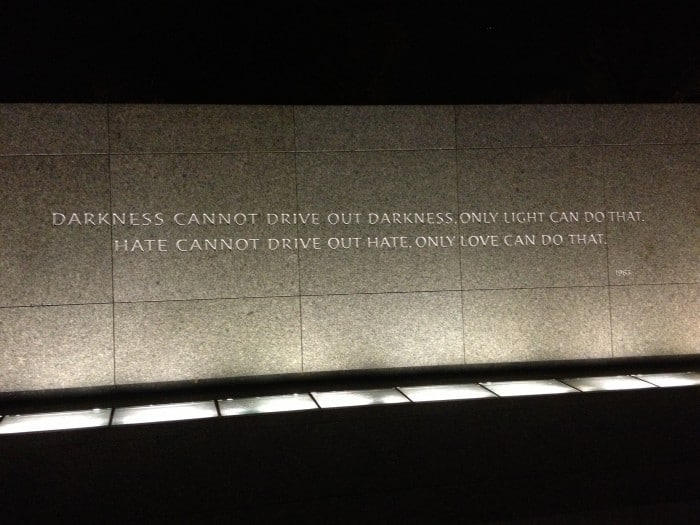 DARKNESS CANNOT DRIVE OUT DARKNESS, ONLY LIGHT CAN DO THAT.
HATE CANNOT DRIVE OUT HATE, ONLY LOVE CAN DO THAT.
1963